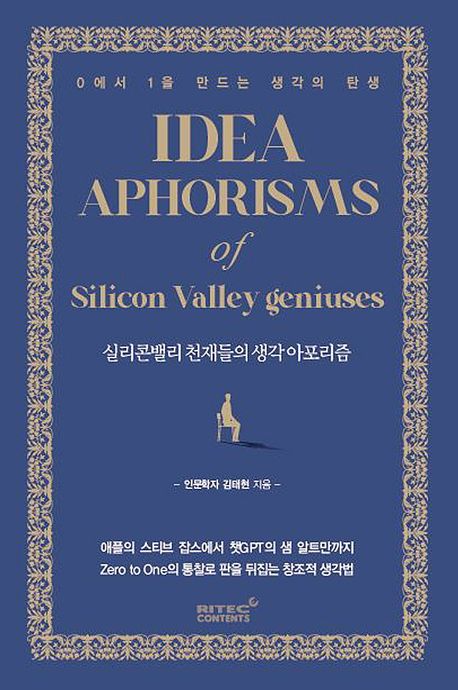 0에서 1을 만드는 생각의 탄생
IDEA
APHORISMS
of
Silicon Valley geniuses
실리콘밸리 천재들의 생각 아포리즘
– 인문학자 김태현 지음 –
애플의 스티브 잡스에서 챗GPT의 샘 알트만까지
Zero to One의 통찰로 판을 뒤집는 창조적 생각법
RITEC
CONTENTS